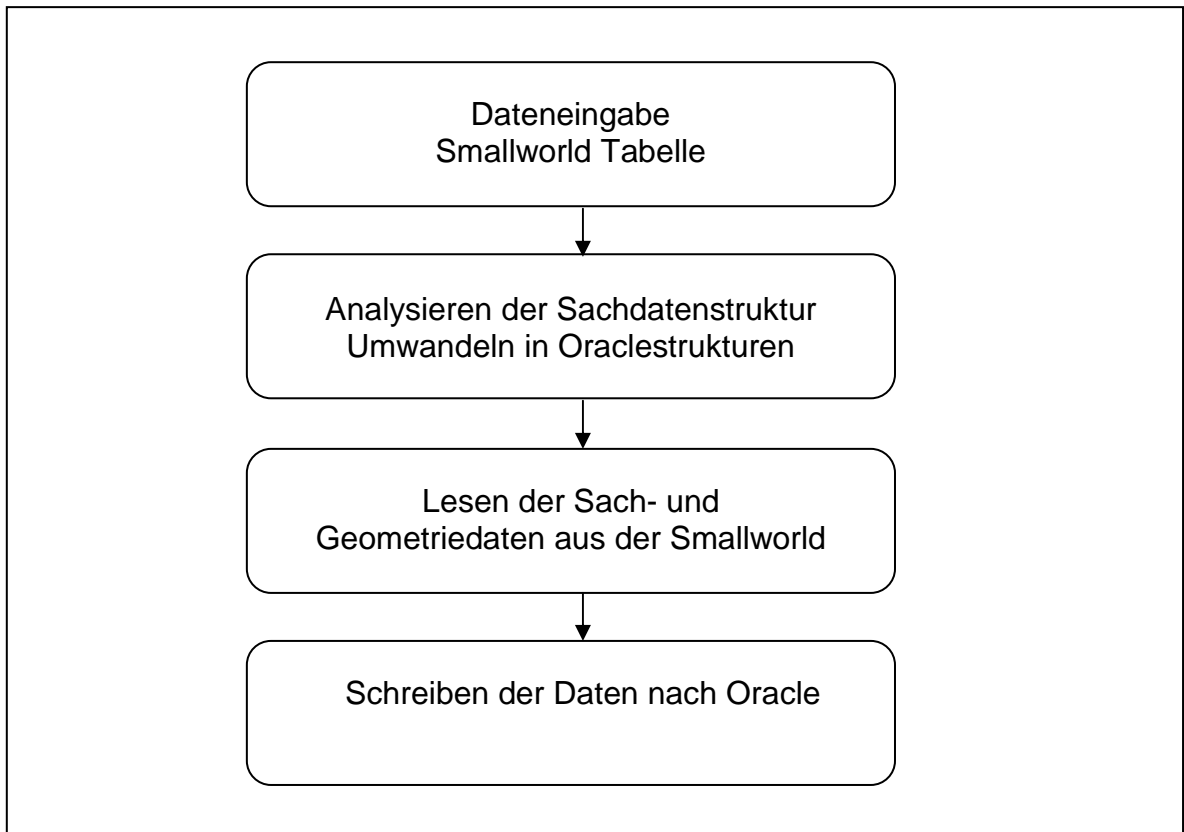 Dateneingabe
Smallworld Tabelle
Analysieren der Sachdatenstruktur
Umwandeln in Oraclestrukturen
Lesen der Sach- und
Geometriedaten aus der Smallworld
Schreiben der Daten nach Oracle